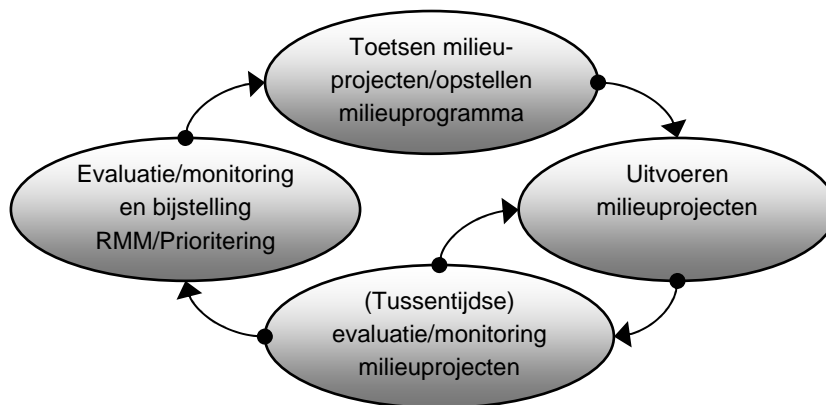 Toetsen milieu-
projecten/opstellen
milieuprogramma
Evaluatie/monitoring
en bijstelling
RMM/Prioritering
Uitvoeren
milieuprojecten
(Tussentijdse)
evaluatie/monitoring
milieuprojecten